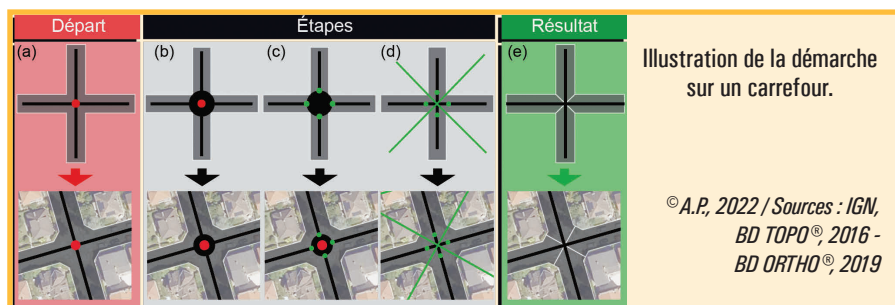 Départ
Étapes
Résultat
(a)
(b)
(c)
(d)
(e)
Illustration de la démarche
sur un carrefour.
© A.P., 2022 / Sources : IGN,
BD TOPO®, 2016 -
BD ORTHO®, 2019